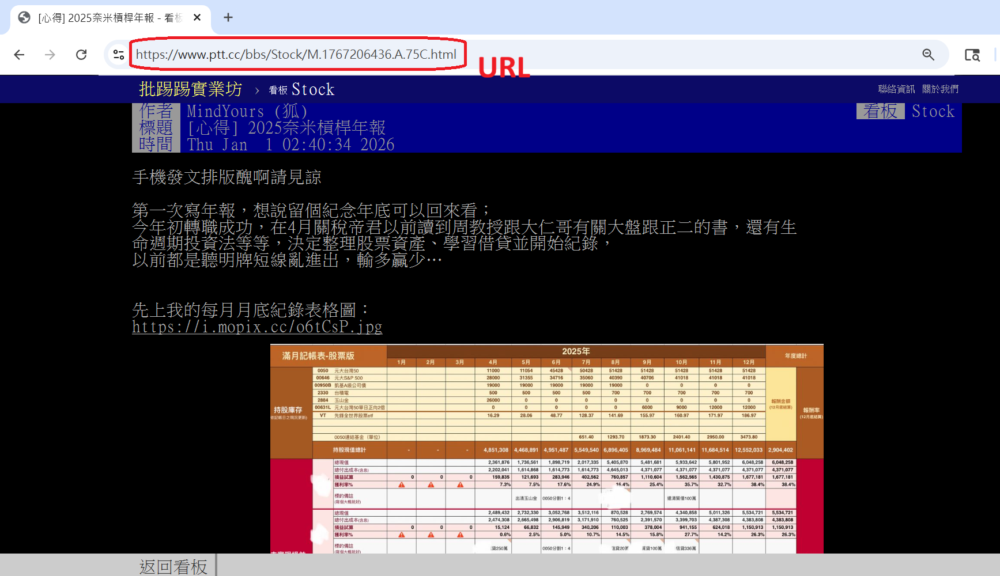 [心得] 2025奈米槓桿年報 - 看板
https://www.ptt.cc/bbs/Stock/M.1767206436.A.75C.html
URL
批踢踢實業坊 › 看板 Stock
聯絡資訊 關於我們
作者 MindYours (狐)
看板 Stock
標題 [心得] 2025奈米槓桿年報
時間 Thu Jan  1 02:40:34 2026
手機發文排版醜啊請見諒
第一次寫年報，想說留個紀念年底可以回來看；
今年初轉職成功，在4月關稅帝君以前讀到周教授跟大仁哥有關大盤跟正二的書，還有生
命週期投資法等等，決定整理股票資產、學習借貸並開始紀錄，
以前都是聽明牌短線亂進出，輸多贏少…
先上我的每月月底紀錄表格圖：
https://i.mopix.cc/o6tCsP.jpg
滿月記帳表-股票版 2025年 年度總計
1月 2月 3月 4月 5月 6月 7月 8月 9月 10月 11月 12月
持股庫存
0050 元大台灣50 11000 11054 45428 50428 51428 51428 51428 51428 51428
00646 元大S&P 500 28000 31355 34716 35060 40390 40706 41018 41018 41018
00950B 凱基A級公司債 19000 19000 19000 19000 19000 0 0 0 0
2330 台積電 500 500 500 500 700 700 700 700 700
2884 玉山金 26000 0 0 0 0 0 0 0 0
00631L 元大台灣50單日正向2倍 0 0 0 0 0 6000 9000 12000 12000
VT 先鋒全世界股票etf 16.29 28.06 48.77 128.37 141.69 155.97 160.97 171.97 186.97
報酬金額
(12月底結算)
報酬率
(12月底結算)
0050連結基金（單位） 651.40 1293.70 1873.30 2401.40 2950.00 3473.80
持股現值總計 - - - 4,851,308 4,468,891 4,951,487 5,549,540 6,896,405 8,969,484 11,061,141 11,684,514 12,552,033 2,904,402
總現值 2,361,876 1,736,561 1,898,719 2,017,335 5,405,870 5,481,681 5,933,642 5,801,952 6,048,258 6,048,258
總付出成本(含息) 2,202,041 1,614,868 1,614,773 1,614,773 4,645,013 4,371,077 4,371,077 4,371,077 4,371,077 4,371,077
損益試算 0 0 0 159,835 121,693 283,946 402,562 760,857 1,110,604 1,562,565 1,430,875 1,677,181 1,677,181
獲利率% 7.3% 7.5% 17.6% 24.9% 16.4% 25.4% 35.7% 32.7% 38.4% 38.4%
標的備註 出清玉山金 0050分割1：4 還清質借100萬
(寫個大概就好)
總現值 2,489,432 2,732,330 3,052,768 3,512,116 870,528 2,769,574 4,340,858 5,011,326 5,534,721 5,534,721
總付出成本(含息) 2,474,308 2,665,498 2,906,819 3,171,910 760,525 2,391,570 3,399,703 4,387,308 4,383,808 4,383,808
損益試算 0 0 0 15,124 66,832 145,949 340,206 110,003 378,004 941,155 624,018 1,150,913 1,150,913
獲利率% 0.6% 2.5% 5.0% 10.7% 14.5% 15.8% 27.7% 14.2% 26.3% 26.3%
標的備註 貸250萬 0050分割1：4 信貸20萬 貸100萬 信貸336萬
(寫個大概就好)
返回看板